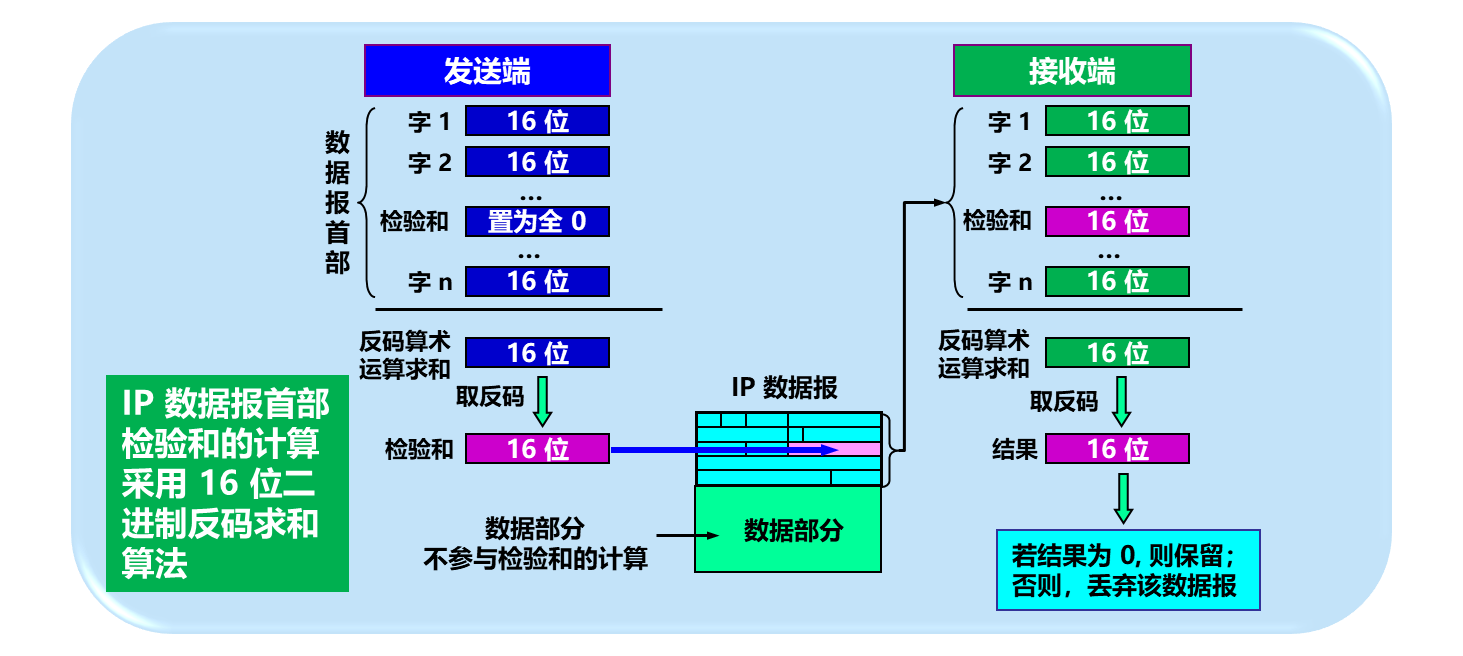 发送端
数据报首部
字 1
16 位
字 2
16 位
...
检验和
置为全 0
...
字 n
16 位
反码算术
运算求和
16 位
取反码
检验和
16 位
IP 数据报首部
检验和的计算
采用 16 位二
进制反码求和
算法
IP 数据报
数据部分
数据部分
不参与检验和的计算
接收端
字 1
16 位
字 2
16 位
...
检验和
16 位
...
字 n
16 位
反码算术
运算求和
16 位
取反码
结果
16 位
若结果为 0, 则保留；
否则，丢弃该数据报